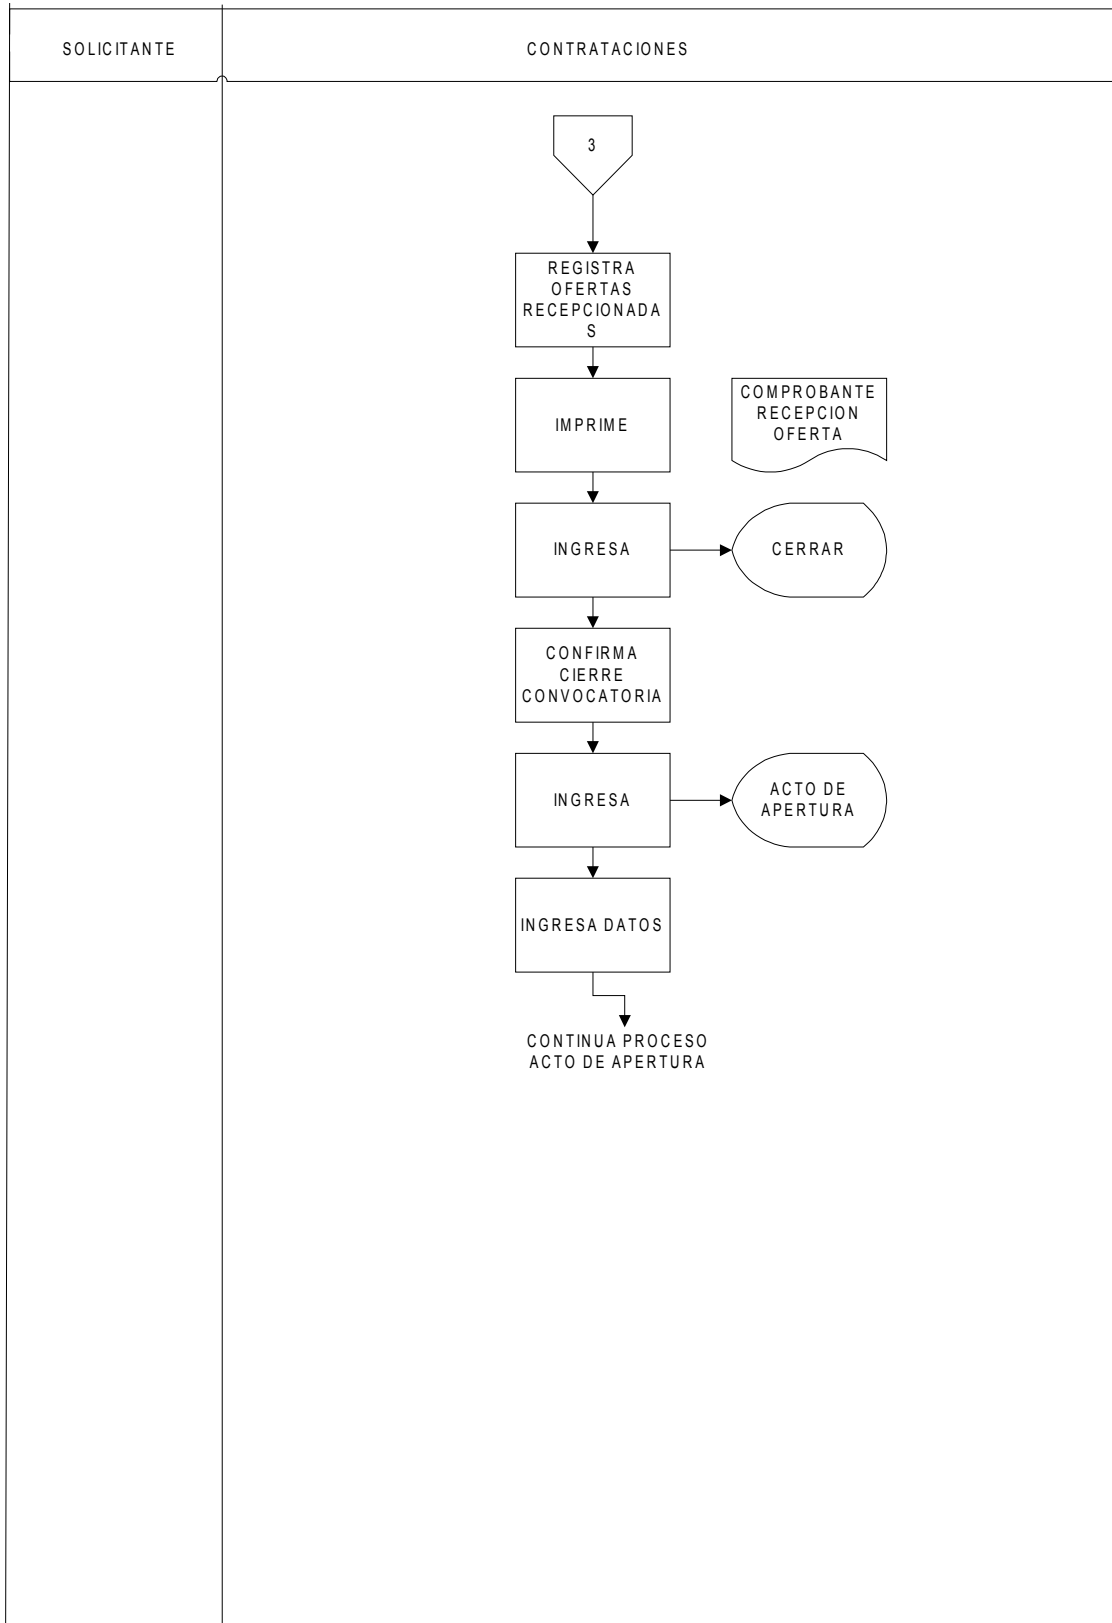 SOLICITANTE
CONTRATACIONES
3
REGISTRA
OFERTAS
RECEPCIONADA
S
IMPRIME
COMPROBANTE
RECEPCION
OFERTA
INGRESA
CERRAR
CONFIRMA
CIERRE
CONVOCATORIA
INGRESA
ACTO DE
APERTURA
INGRESA DATOS
CONTINUA PROCESO
ACTO DE APERTURA